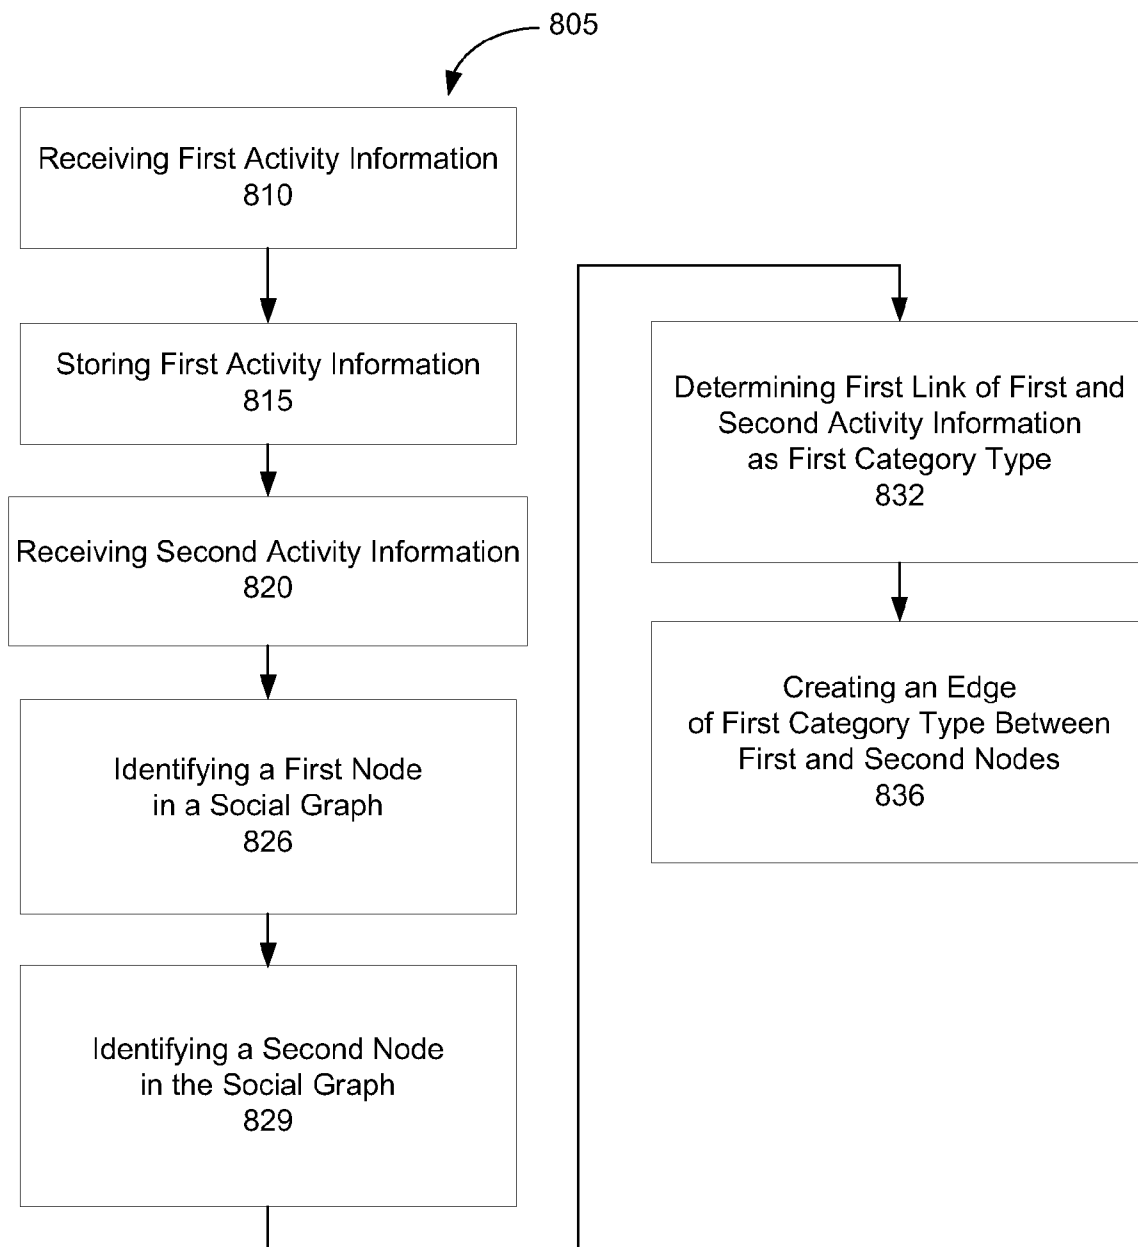 805
Receiving First Activity Information
810
Storing First Activity Information
815
Receiving Second Activity Information
820
Identifying a First Node
in a Social Graph
826
Identifying a Second Node
in the Social Graph
829
Determining First Link of First and
Second Activity Information
as First Category Type
832
Creating an Edge
of First Category Type Between
First and Second Nodes
836